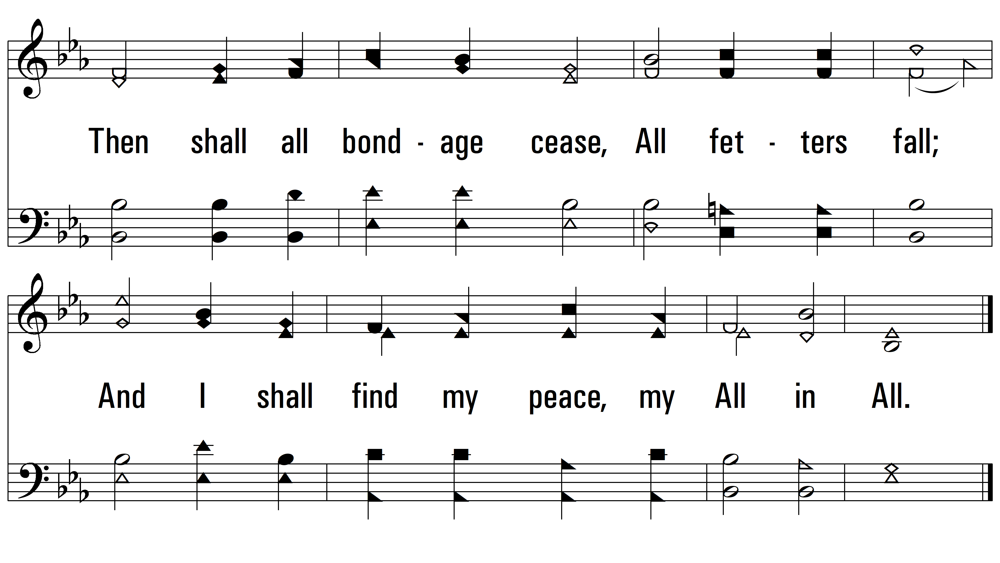 Then shall all bond - age cease, All fet - ters fall;
And I shall find my peace, my All in All.